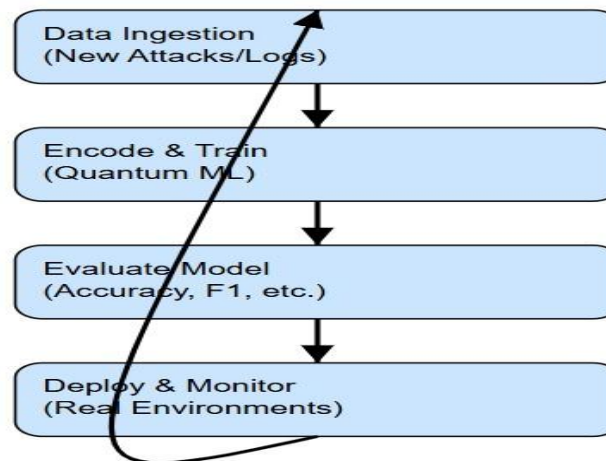 Data Ingestion
(New Attacks/Logs)
Encode & Train
(Quantum ML)
Evaluate Model
(Accuracy, F1, etc.)
Deploy & Monitor
(Real Environments)